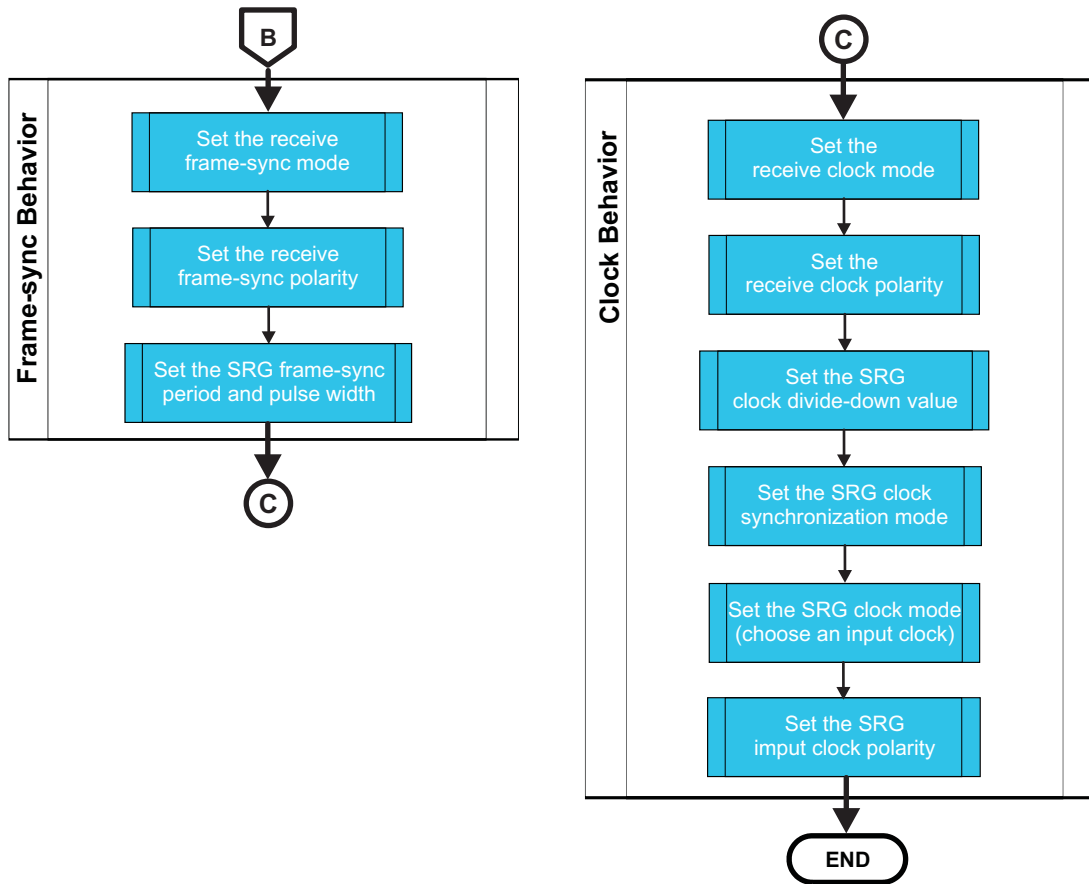 B
Frame-sync Behavior
Set the receive
frame-sync mode
Set the receive
frame-sync polarity
Set the SRG frame-sync
period and pulse width
C
C
Clock Behavior
Set the
receive clock mode
Set the
receive clock polarity
Set the SRG
clock divide-down value
Set the SRG clock
synchronization mode
Set the SRG clock mode
(choose an input clock)
Set the SRG
imput clock polarity
END